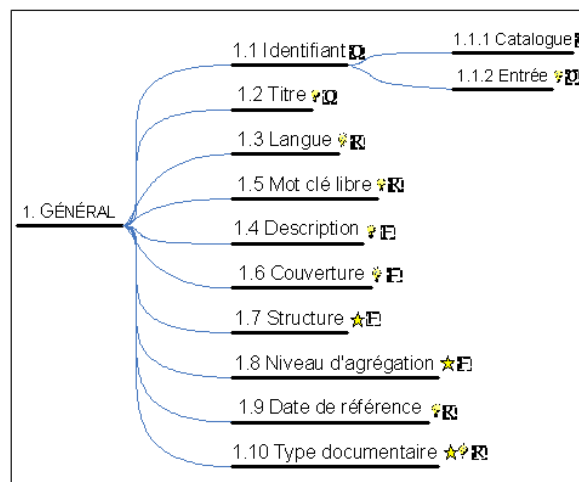 1. GÉNÉRAL
1.1 Identifiant O
1.1.1 Catalogue
1.1.2 Entrée O
1.2 Titre O
1.3 Langue R
1.5 Mot clé libre R
1.4 Description F
1.6 Couverture F
1.7 Structure F
1.8 Niveau d'agrégation F
1.9 Date de référence R
1.10 Type documentaire R